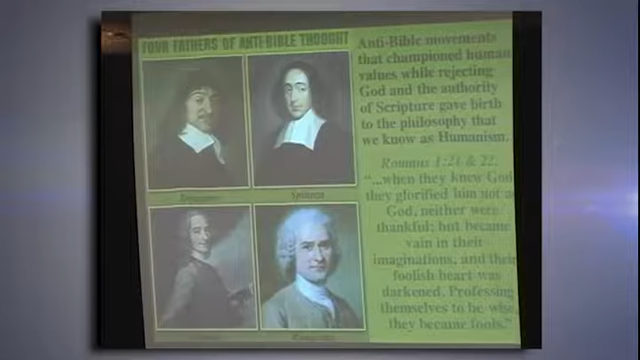 FOUR FATHERS OF ANTI-BIBLE THOUGHT
Anti-Bible movements
that championed human
values while rejecting
God and the authority
of Scripture gave birth
to the philosophy that
we know as Humanism.
Romans 1:21 & 22.
"...when they knew God
they glorified him not a
God, neither were
thankful; but became
vain in their
imaginations, and their
foolish heart was
darkened. Professing
themselves to be wise,
they became fools."
Spinoza